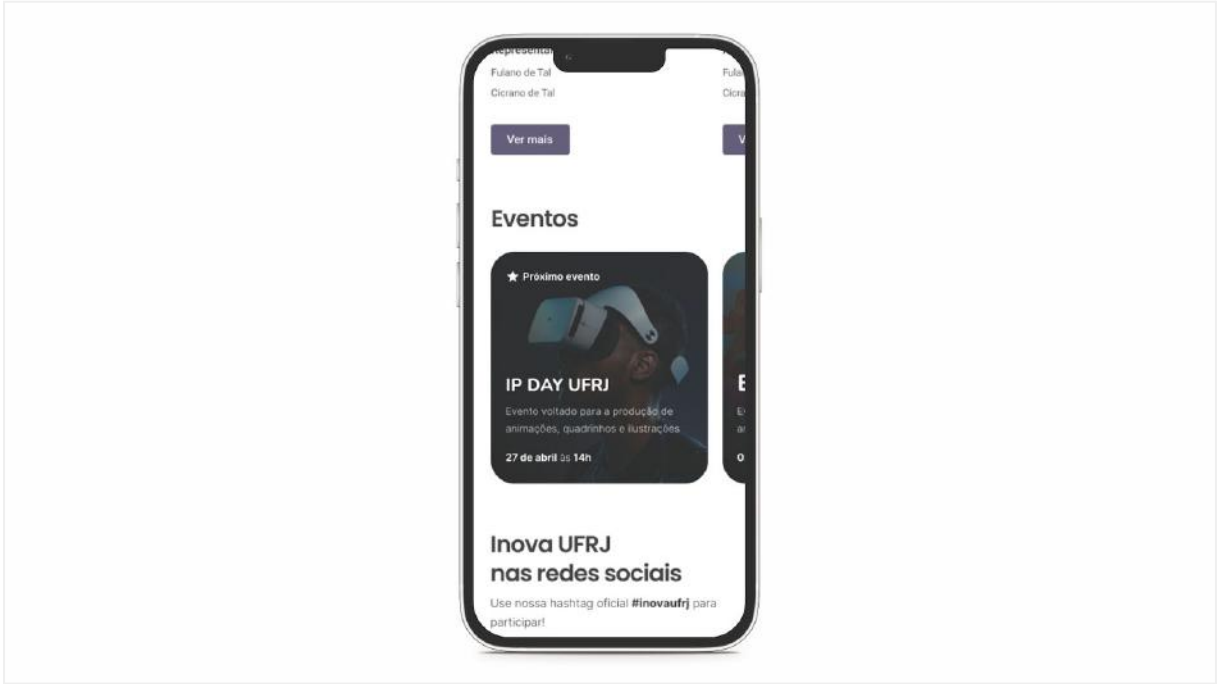 Fulano de Tal
Cicrano de Tal
Ver mais
Eventos
Próximo evento
IP DAY UFRJ
Evento voltado para a produção de
animações, quadrinhos e ilustrações
27 de abril às 14h
Inova UFRJ
nas redes sociais
Use nossa hashtag oficial #inovaufrj para
participar!